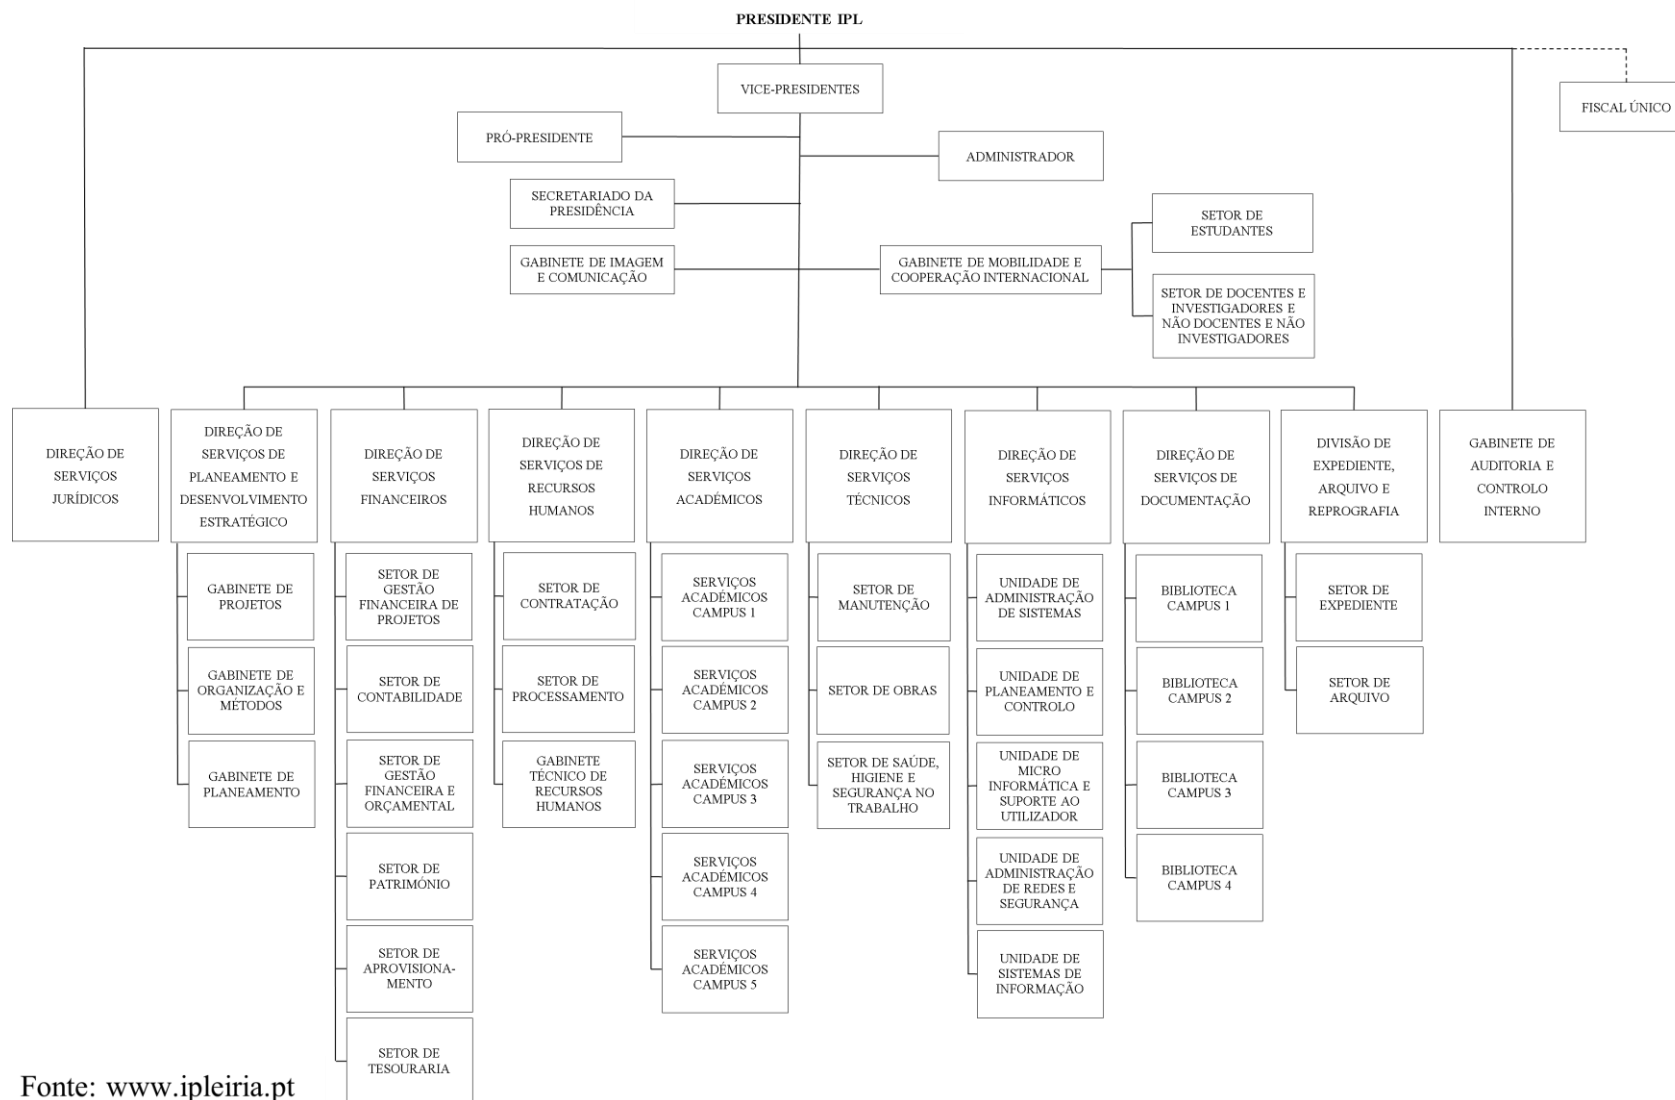 PRESIDENTE IPL
VICE-PRESIDENTES
FISCAL ÚNICO
PRÓ-PRESIDENTE
ADMINISTRADOR
SECRETARIADO DA
PRESIDÊNCIA
SETOR DE
ESTUDANTES
GABINETE DE IMAGEM
E COMUNICAÇÃO
GABINETE DE MOBILIDADE E
COOPERAÇÃO INTERNACIONAL
SETOR DE DOCENTES E
INVESTIGADORES E
NÃO DOCENTES E NÃO
INVESTIGADORES
DIREÇÃO DE
SERVIÇOS
JURÍDICOS
DIREÇÃO DE
SERVIÇOS DE
PLANEAMENTO E
DESENVOLVIMENTO
ESTRATÉGICO
DIREÇÃO DE
SERVIÇOS
FINANCEIROS
DIREÇÃO DE
SERVIÇOS DE
RECURSOS
HUMANOS
DIREÇÃO DE
SERVIÇOS
ACADÉMICOS
DIREÇÃO DE
SERVIÇOS
TÉCNICOS
DIREÇÃO DE
SERVIÇOS
INFORMÁTICOS
DIREÇÃO DE
SERVIÇOS DE
DOCUMENTAÇÃO
DIVISÃO DE
EXPEDIENTE,
ARQUIVO E
REPROGRAFIA
GABINETE DE
AUDITORIA E
CONTROLO
INTERNO
GABINETE DE
PROJETOS
GABINETE DE
ORGANIZAÇÃO E
MÉTODOS
GABINETE DE
PLANEAMENTO
SETOR DE
GESTÃO
FINANCEIRA DE
PROJETOS
SETOR DE
CONTABILIDADE
SETOR DE
GESTÃO
FINANCEIRA E
ORÇAMENTAL
SETOR DE
PATRIMÓNIO
SETOR DE
APROVISIONA-
MENTO
SETOR DE
TESOURARIA
SETOR DE
CONTRATAÇÃO
SETOR DE
PROCESSAMENTO
GABINETE
TÉCNICO DE
RECURSOS
HUMANOS
SERVIÇOS
ACADÉMICOS
CAMPUS 1
SERVIÇOS
ACADÉMICOS
CAMPUS 2
SERVIÇOS
ACADÉMICOS
CAMPUS 3
SERVIÇOS
ACADÉMICOS
CAMPUS 4
SERVIÇOS
ACADÉMICOS
CAMPUS 5
SETOR DE
MANUTENÇÃO
SETOR DE OBRAS
SETOR DE SAÚDE,
HIGIENE E
SEGURANÇA NO
TRABALHO
UNIDADE DE
ADMINISTRAÇÃO
DE SISTEMAS
UNIDADE DE
PLANEAMENTO E
CONTROLO
UNIDADE DE
MICRO
INFORMÁTICA E
SUPORTE AO
UTILIZADOR
UNIDADE DE
ADMINISTRAÇÃO
DE REDES E
SEGURANÇA
UNIDADE DE
SISTEMAS DE
INFORMAÇÃO
BIBLIOTECA
CAMPUS 1
BIBLIOTECA
CAMPUS 2
BIBLIOTECA
CAMPUS 3
BIBLIOTECA
CAMPUS 4
SETOR DE
EXPEDIENTE
SETOR DE
ARQUIVO
Fonte: www.ipleiria.pt